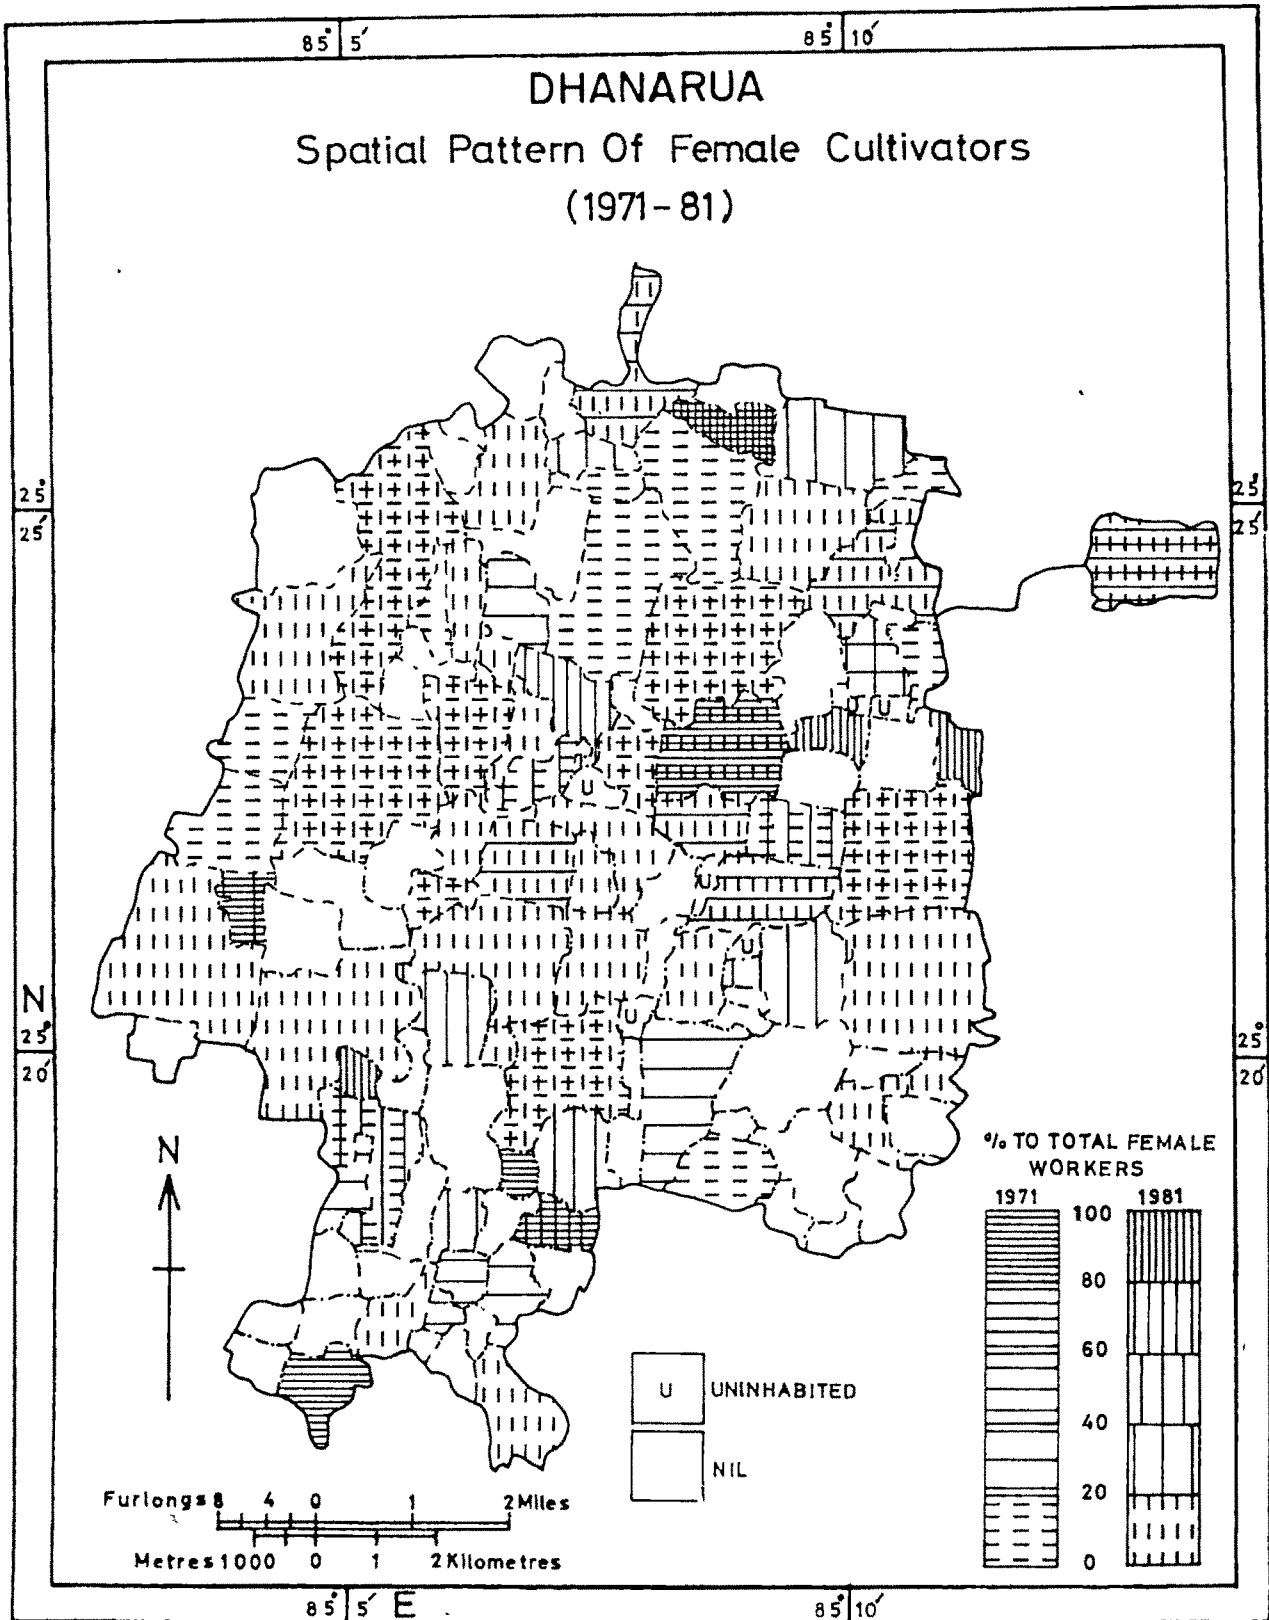 85° 5′ 85° 10′
DHANARUA
Spatial Pattern Of Female Cultivators
(1971-81)
25° 25°
25′ 25′
U U
U
U
U
U
N
25° 25°
20′ 20′
N
% TO TOTAL FEMALE
WORKERS
1971 1981
100
80
60
40
20
0
U UNINHABITED
NIL
Furlongs 8 4 0 1 2 Miles
Metres 1000 0 1 2 Kilometres
85° 5′ E 85° 10′